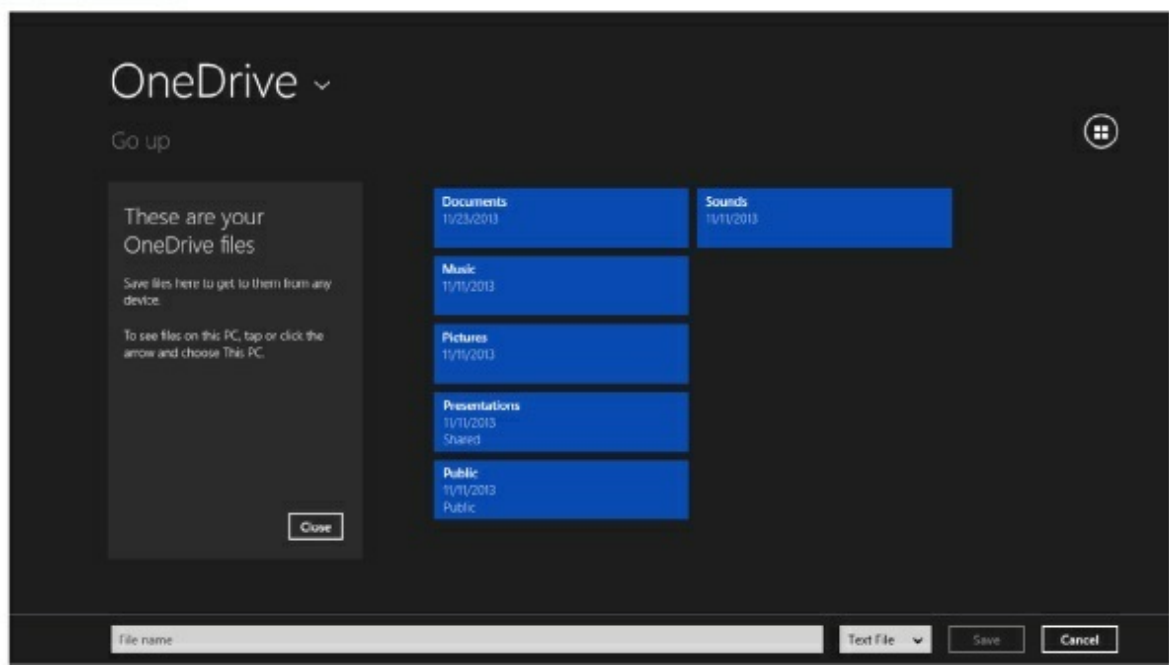 OneDrive
Go up
These are your
OneDrive files
Save files here to get to them from any
device.
To see files on this PC, tap or click the
arrow and choose This PC.
Close
Documents
11/23/2013
Music
11/11/2013
Pictures
11/11/2013
Presentations
11/11/2013
Shared
Public
11/11/2013
Public
Sounds
11/11/2013
File name
Text File
Save
Cancel